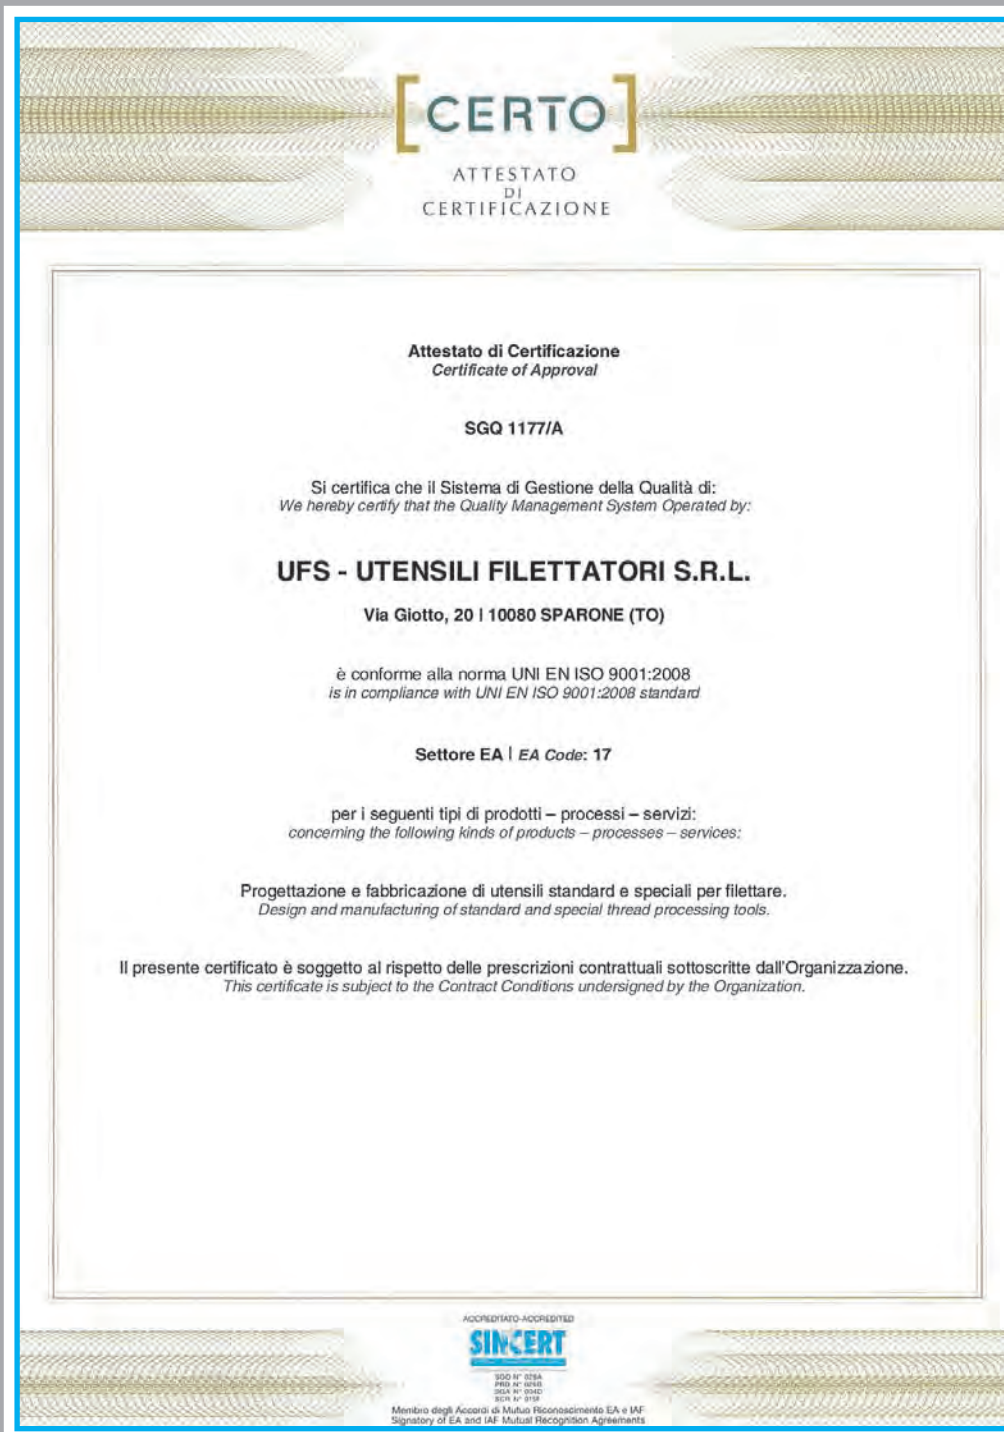 [CERTO]
ATTESTATO
DI
CERTIFICAZIONE
Attestato di Certificazione
Certificate of Approval
SGQ 1177/A
Si certifica che il Sistema di Gestione della Qualità di:
We hereby certify that the Quality Management System Operated by:
UFS - UTENSILI FILETTATORI S.R.L.
Via Giotto, 20 | 10080 SPARONE (TO)
è conforme alla norma UNI EN ISO 9001:2008
is in compliance with UNI EN ISO 9001:2008 standard
Settore EA | EA Code: 17
per i seguenti tipi di prodotti – processi – servizi:
concerning the following kinds of products – processes – services:
Progettazione e fabbricazione di utensili standard e speciali per filettare.
Design and manufacturing of standard and special thread processing tools.
Il presente certificato è soggetto al rispetto delle prescrizioni contrattuali sottoscritte dall'Organizzazione.
This certificate is subject to the Contract Conditions undersigned by the Organization.
ACCREDITATO-ACCREDITED
SINCERT
Membro degli Accordi di Mutuo Riconoscimento EA e IAF
Signatory of EA and IAF Mutual Recognition Agreements